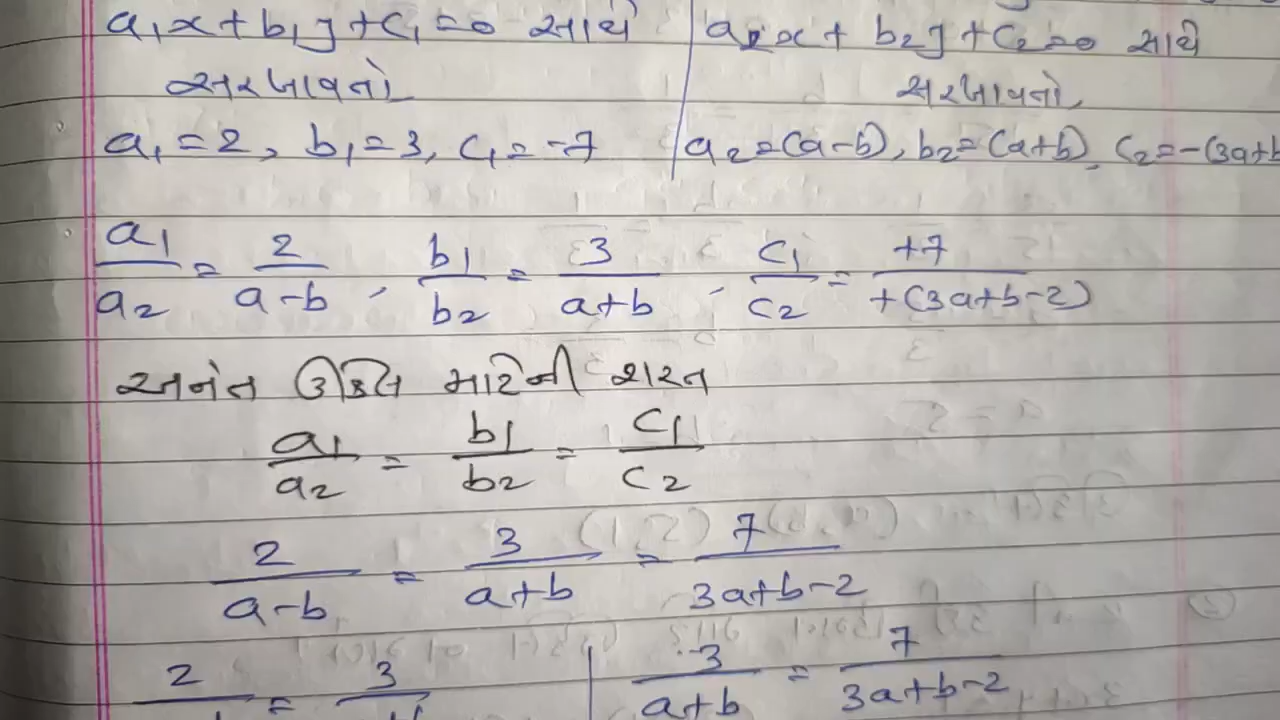 a₁x + b₁y + c₁ = 0 સાથે
સરખાવતાં
a₁ = 2, b₁ = 3, c₁ = -7
a₂x + b₂y + c₂ = 0 સાથે
સરખાવતાં
a₂ = (a-b), b₂ = (a+b), c₂ = -(3a+b
a₁/a₂ = 2/(a-b), b₁/b₂ = 3/(a+b), c₁/c₂ = +7/+(3a+b-2)
અનંત ઉકેલ માટેની શરત
a₁/a₂ = b₁/b₂ = c₁/c₂
2/(a-b) = 3/(a+b) = 7/(3a+b-2)
2/ = 3/
3/(a+b) = 7/(3a+b-2)